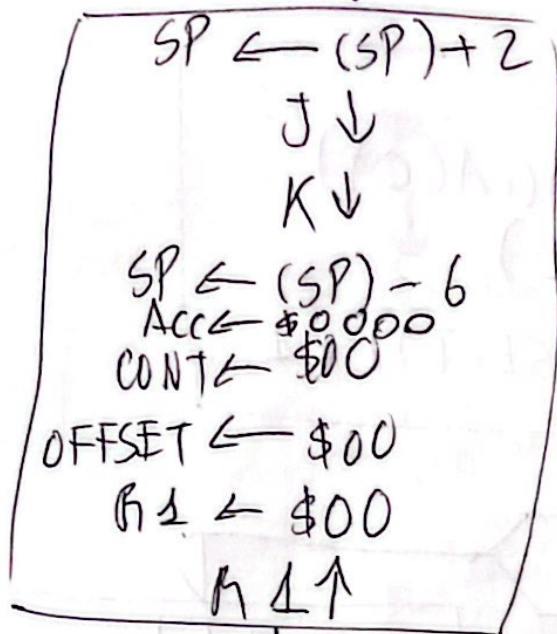 SP ← (SP) + 2
J ↓
K ↓
SP ← (SP) - 6
ACC ← $0000
CONT ← $00
OFFSET ← $00
R1 ← $00
R1 ↑